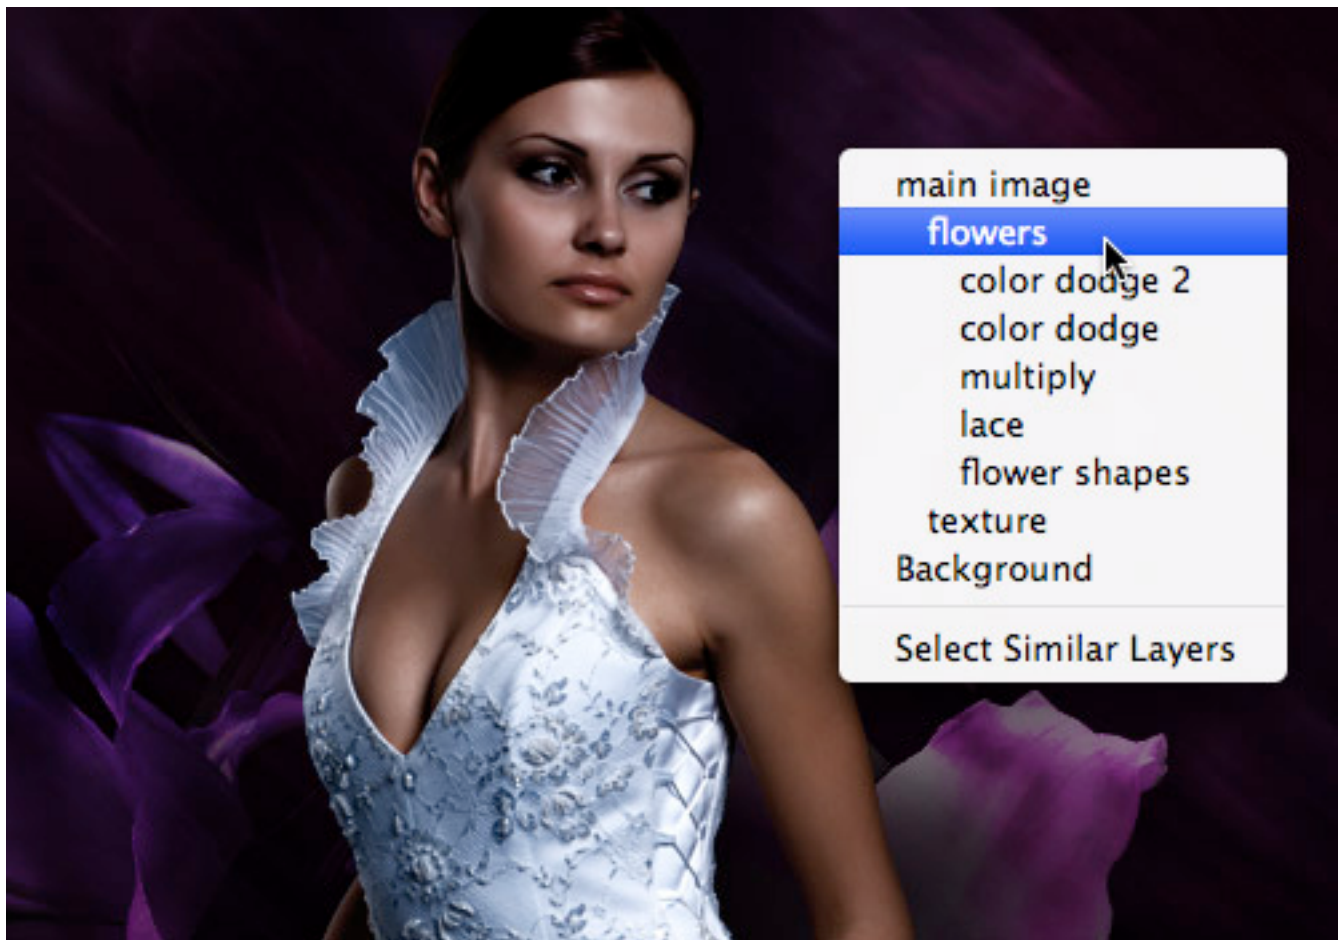 main image
flowers
color dodge 2
color dodge
multiply
lace
flower shapes
texture
Background
Select Similar Layers